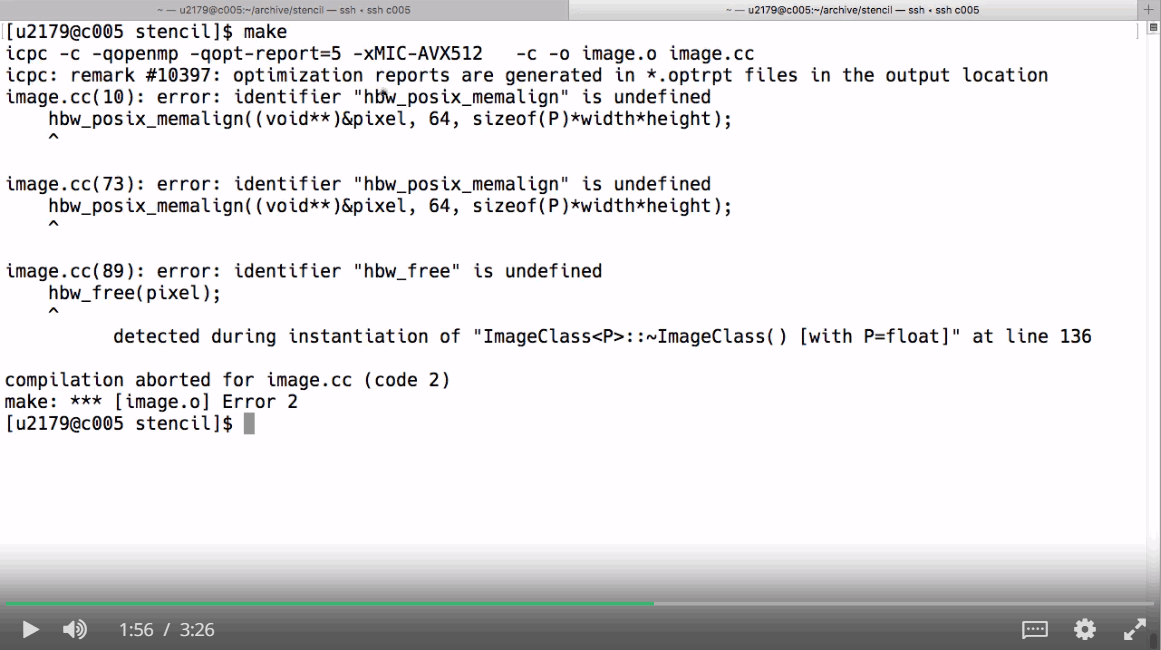 ~ — u2179@c005:~/archive/stencil — ssh • ssh c005
~ — u2179@c005:~/archive/stencil — ssh • ssh c005
[u2179@c005 stencil]$ make
icpc -c -qopenmp -qopt-report=5 -xMIC-AVX512   -c -o image.o image.cc
icpc: remark #10397: optimization reports are generated in *.optrpt files in the output location
image.cc(10): error: identifier "hbw_posix_memalign" is undefined
    hbw_posix_memalign((void**)&pixel, 64, sizeof(P)*width*height);
    ^
image.cc(73): error: identifier "hbw_posix_memalign" is undefined
    hbw_posix_memalign((void**)&pixel, 64, sizeof(P)*width*height);
    ^
image.cc(89): error: identifier "hbw_free" is undefined
    hbw_free(pixel);
    ^
          detected during instantiation of "ImageClass<P>::~ImageClass() [with P=float]" at line 136
compilation aborted for image.cc (code 2)
make: *** [image.o] Error 2
[u2179@c005 stencil]$
1:56 / 3:26